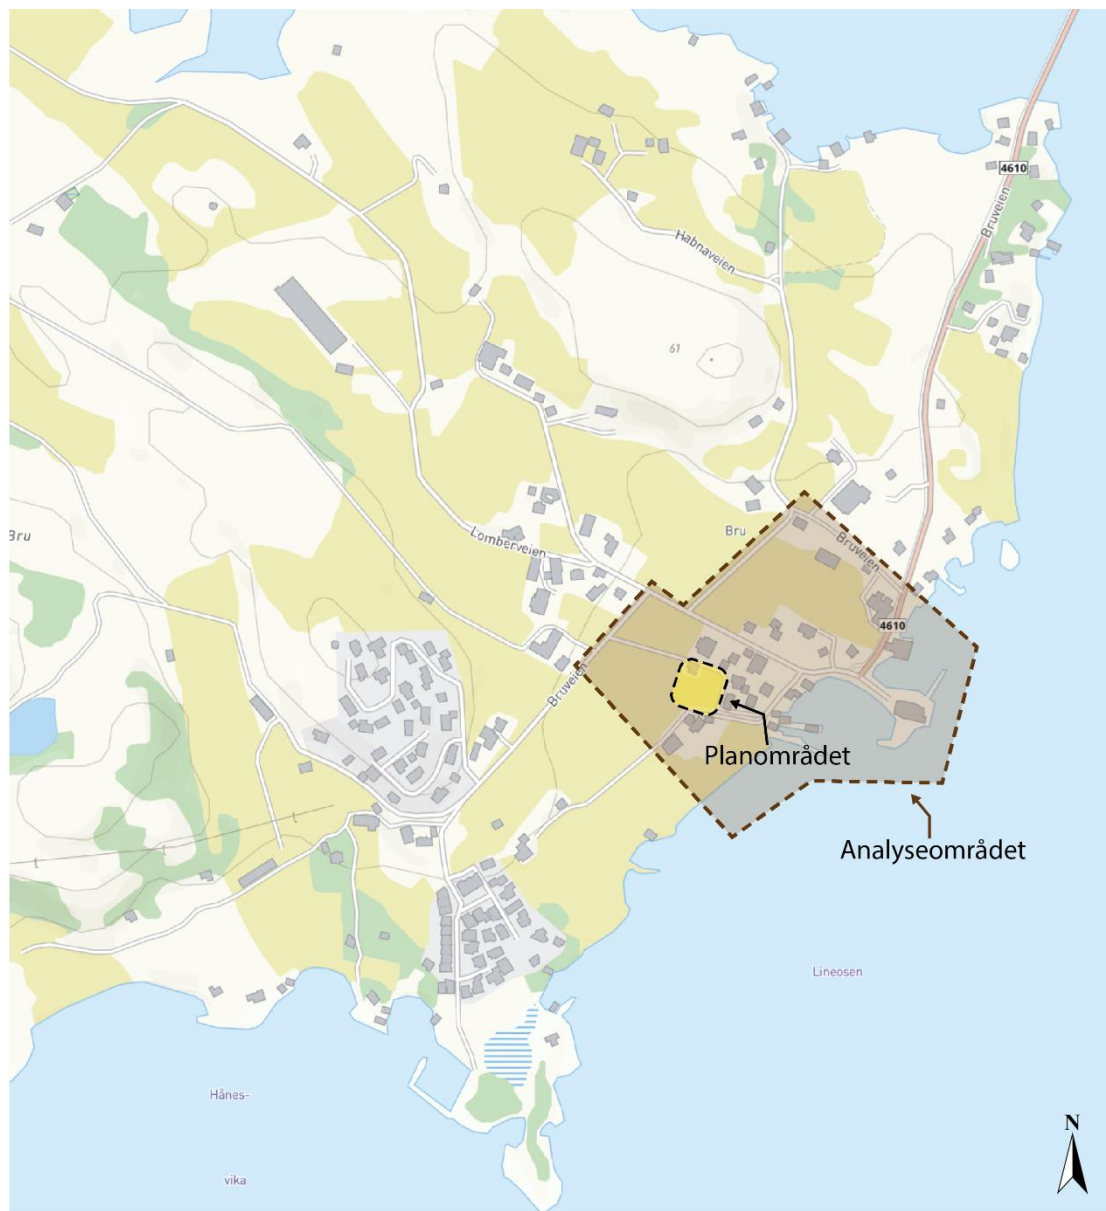 4610
Bruveien
Habnaveien
61
Bru
Lomberveien
Bru
Bruveien
4610
Bruveien
Planområdet
Analyseområdet
Lineosen
Hånes-
vika
N